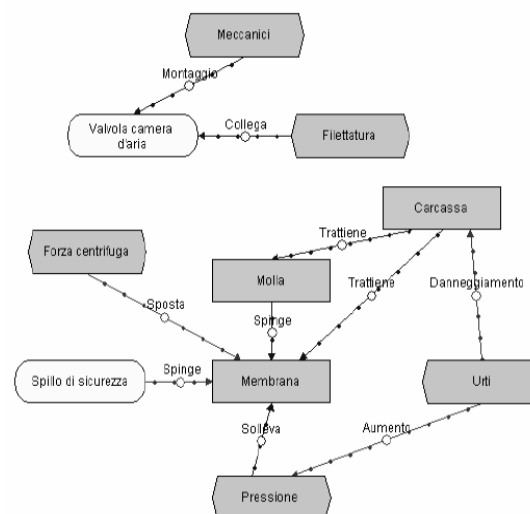 Meccanici
Montaggio
Valvola camera
d'aria
Collega
Filettatura
Carcassa
Trattiene
Forza centrifuga
Molla
Trattiene
Danneggiamento
Sposta
Spinge
Spillo di sicurezza
Spinge
Membrana
Urti
Solleva
Aumento
Pressione